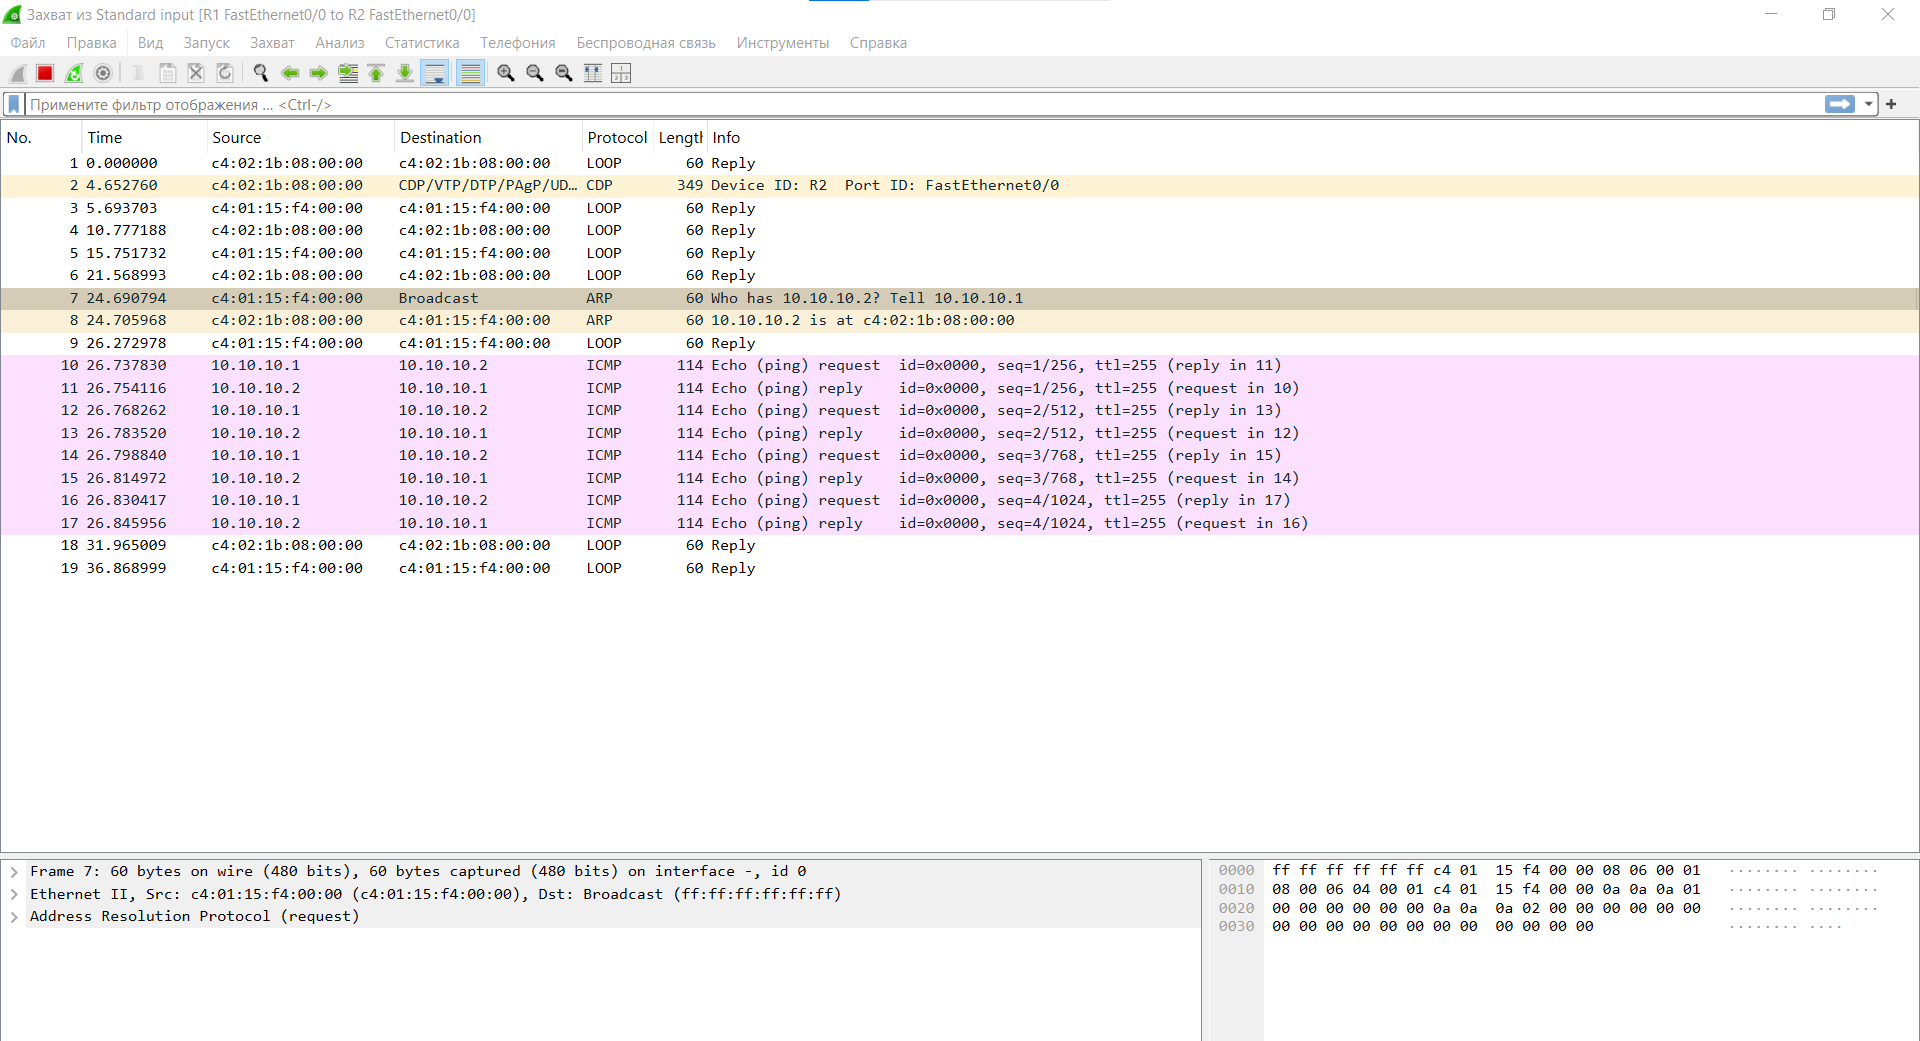 Захват из Standard input [R1 FastEthernet0/0 to R2 FastEthernet0/0]
Файл Правка Вид Запуск Захват Анализ Статистика Телефония Беспроводная связь Инструменты Справка
Примените фильтр отображения ... <Ctrl-/>
No. Time Source Destination Protocol Length Info
1 0.000000 c4:02:1b:08:00:00 c4:02:1b:08:00:00 LOOP 60 Reply
2 4.652760 c4:02:1b:08:00:00 CDP/VTP/DTP/PAgP/UD… CDP 349 Device ID: R2  Port ID: FastEthernet0/0
3 5.693703 c4:01:15:f4:00:00 c4:01:15:f4:00:00 LOOP 60 Reply
4 10.777188 c4:02:1b:08:00:00 c4:02:1b:08:00:00 LOOP 60 Reply
5 15.751732 c4:01:15:f4:00:00 c4:01:15:f4:00:00 LOOP 60 Reply
6 21.568993 c4:02:1b:08:00:00 c4:02:1b:08:00:00 LOOP 60 Reply
7 24.690794 c4:01:15:f4:00:00 Broadcast ARP 60 Who has 10.10.10.2? Tell 10.10.10.1
8 24.705968 c4:02:1b:08:00:00 c4:01:15:f4:00:00 ARP 60 10.10.10.2 is at c4:02:1b:08:00:00
9 26.272978 c4:01:15:f4:00:00 c4:01:15:f4:00:00 LOOP 60 Reply
10 26.737830 10.10.10.1 10.10.10.2 ICMP 114 Echo (ping) request  id=0x0000, seq=1/256, ttl=255 (reply in 11)
11 26.754116 10.10.10.2 10.10.10.1 ICMP 114 Echo (ping) reply    id=0x0000, seq=1/256, ttl=255 (request in 10)
12 26.768262 10.10.10.1 10.10.10.2 ICMP 114 Echo (ping) request  id=0x0000, seq=2/512, ttl=255 (reply in 13)
13 26.783520 10.10.10.2 10.10.10.1 ICMP 114 Echo (ping) reply    id=0x0000, seq=2/512, ttl=255 (request in 12)
14 26.798840 10.10.10.1 10.10.10.2 ICMP 114 Echo (ping) request  id=0x0000, seq=3/768, ttl=255 (reply in 15)
15 26.814972 10.10.10.2 10.10.10.1 ICMP 114 Echo (ping) reply    id=0x0000, seq=3/768, ttl=255 (request in 14)
16 26.830417 10.10.10.1 10.10.10.2 ICMP 114 Echo (ping) request  id=0x0000, seq=4/1024, ttl=255 (reply in 17)
17 26.845956 10.10.10.2 10.10.10.1 ICMP 114 Echo (ping) reply    id=0x0000, seq=4/1024, ttl=255 (request in 16)
18 31.965009 c4:02:1b:08:00:00 c4:02:1b:08:00:00 LOOP 60 Reply
19 36.868999 c4:01:15:f4:00:00 c4:01:15:f4:00:00 LOOP 60 Reply
Frame 7: 60 bytes on wire (480 bits), 60 bytes captured (480 bits) on interface -, id 0
Ethernet II, Src: c4:01:15:f4:00:00 (c4:01:15:f4:00:00), Dst: Broadcast (ff:ff:ff:ff:ff:ff)
Address Resolution Protocol (request)
0000 ff ff ff ff ff ff c4 01  15 f4 00 00 08 06 00 01 ········ ········
0010 08 00 06 04 00 01 c4 01  15 f4 00 00 0a 0a 0a 01 ········ ········
0020 00 00 00 00 00 00 0a 0a  0a 02 00 00 00 00 00 00 ········ ········
0030 00 00 00 00 00 00 00 00  00 00 00 00 ········ ····